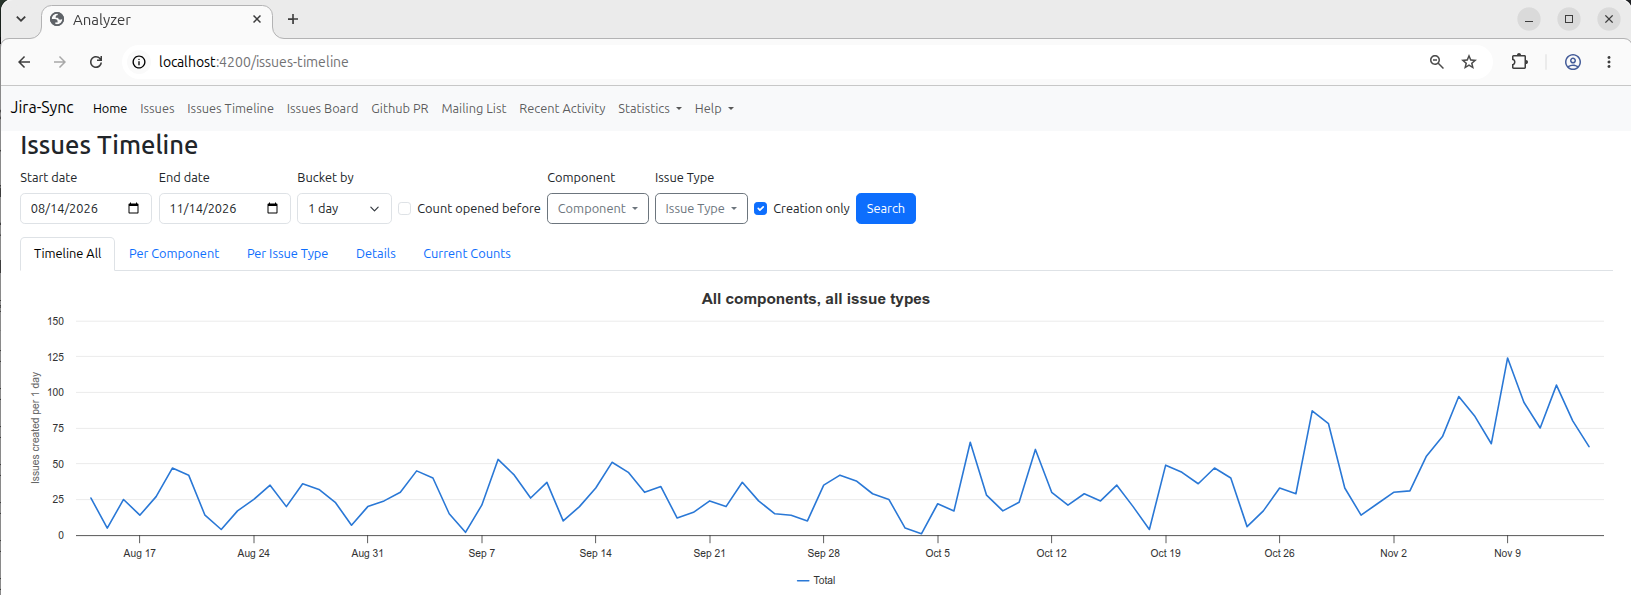 Analyzer
localhost:4200/issues-timeline
Jira-Sync Home Issues Issues Timeline Issues Board Github PR Mailing List Recent Activity Statistics Help
Issues Timeline
Start date End date Bucket by Component Issue Type
08/14/2026 11/14/2026 1 day Count opened before Component Issue Type Creation only Search
Timeline All Per Component Per Issue Type Details Current Counts
All components, all issue types
Issues created per 1 day
150
125
100
75
50
25
0
Aug 17 Aug 24 Aug 31 Sep 7 Sep 14 Sep 21 Sep 28 Oct 5 Oct 12 Oct 19 Oct 26 Nov 2 Nov 9
Total